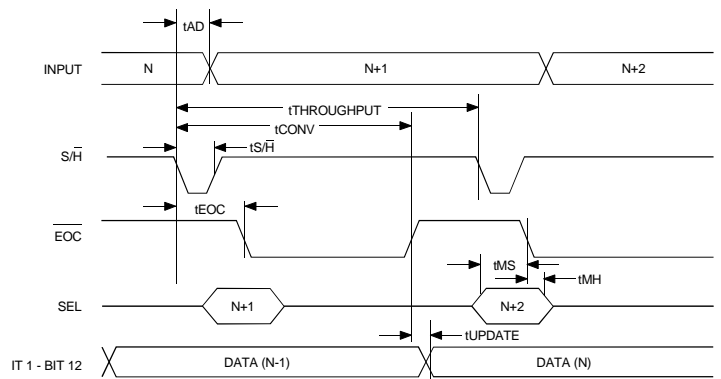 tAD
INPUT N N+1 N+2
tTHROUGHPUT
tCONV
S/H̅ tS/H̅
tEOC
E̅O̅C̅
tMS
tMH
SEL N+1 N+2
tUPDATE
IT 1 - BIT 12 DATA (N-1) DATA (N)